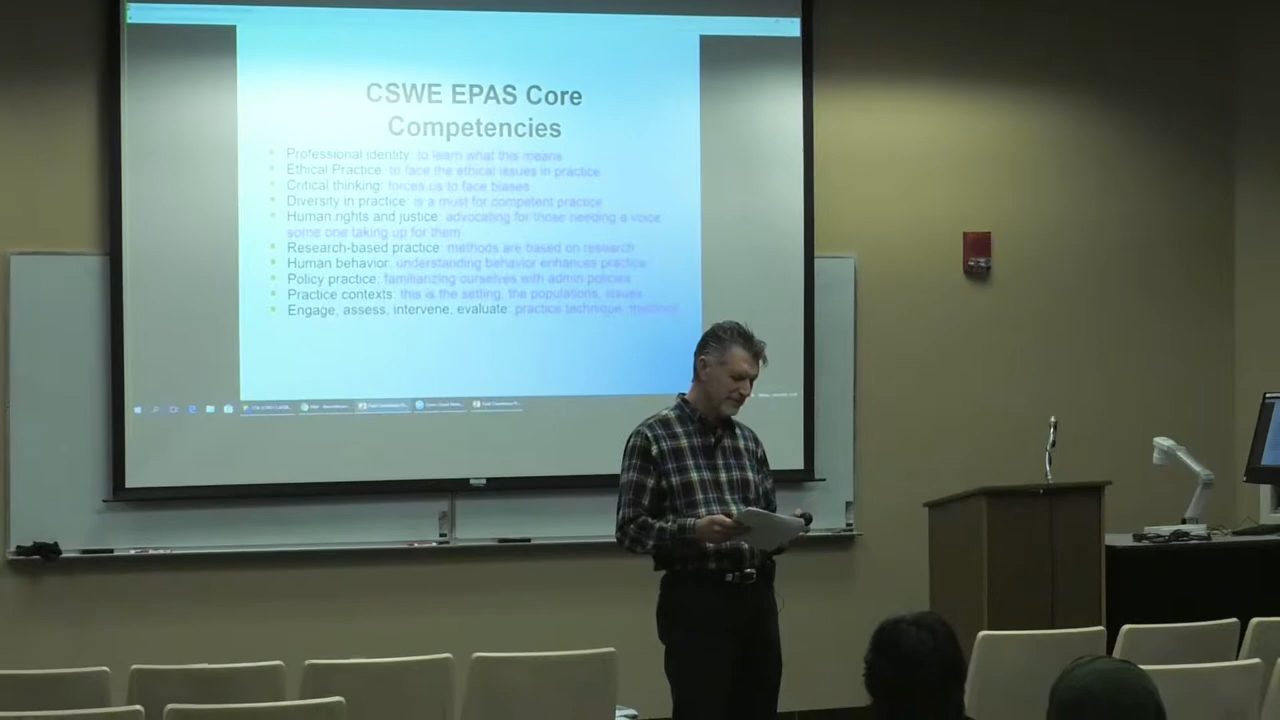 CSWE EPAS Core
Competencies
Professional identity: to learn what this means
Ethical Practice: to face the ethical issues in practice
Critical thinking: forces us to face biases
Diversity in practice: is a must for competent practice
Human rights and justice: advocating for those needing a voice
some one taking up for them
Research-based practice: methods are based on research
Human behavior: understanding behavior enhances practice
Policy practice: familiarizing ourselves with admin policies
Practice contexts: this is the setting, the populations, issues
Engage, assess, intervene, evaluate: practice technique,